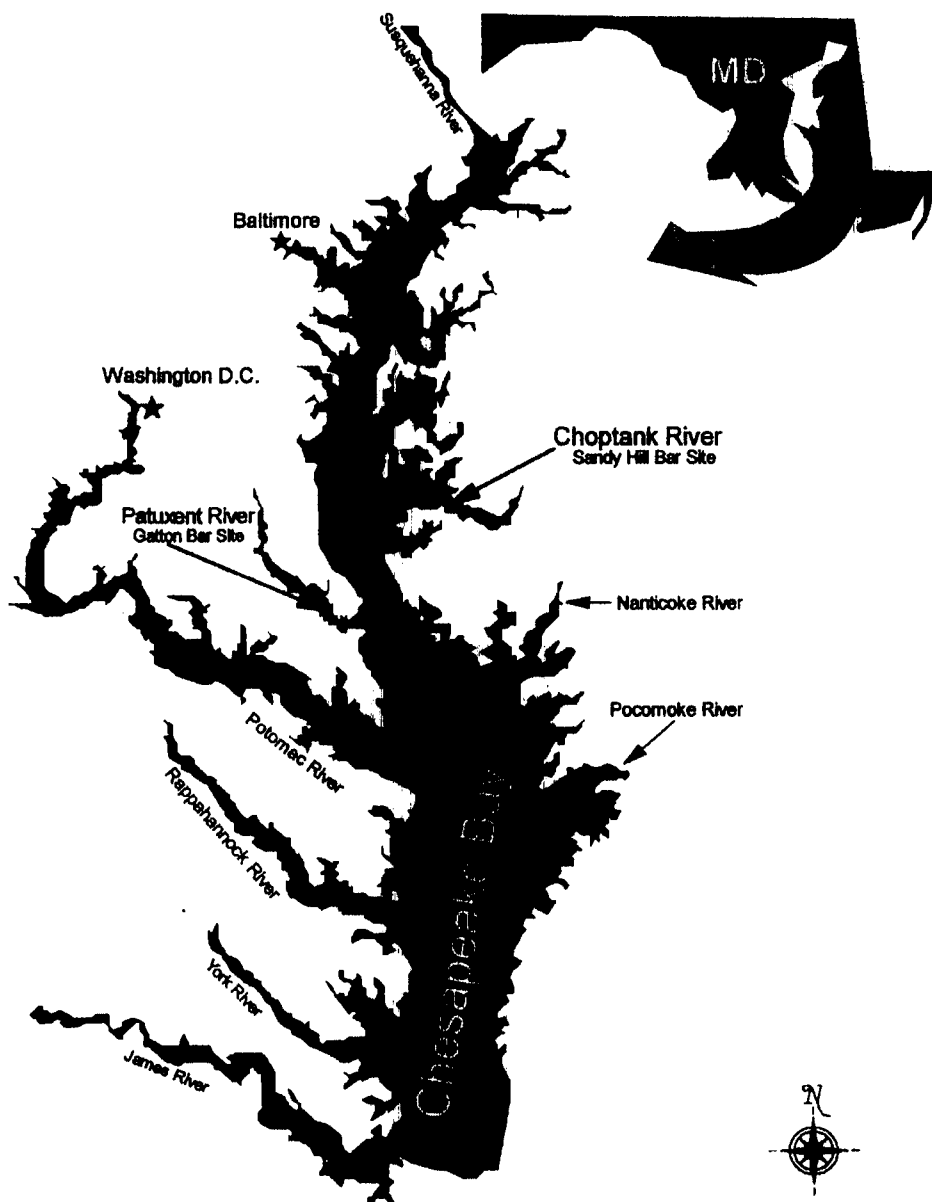 Susquehanna River
MD
Baltimore
Washington D.C.
Choptank River
Sandy Hill Bar Site
Patuxent River
Gatton Bar Site
Nanticoke River
Pocomoke River
Potomac River
Rappahannock River
Chesapeake Bay
York River
James River
N